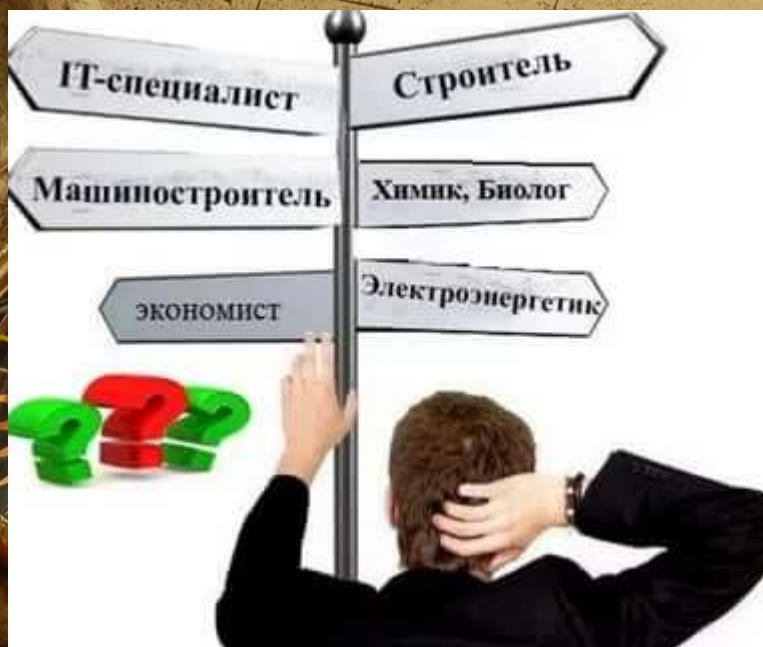 IT-специалист
Строитель
Машиностроитель
Химик, Биолог
экономист
Электроэнергетик